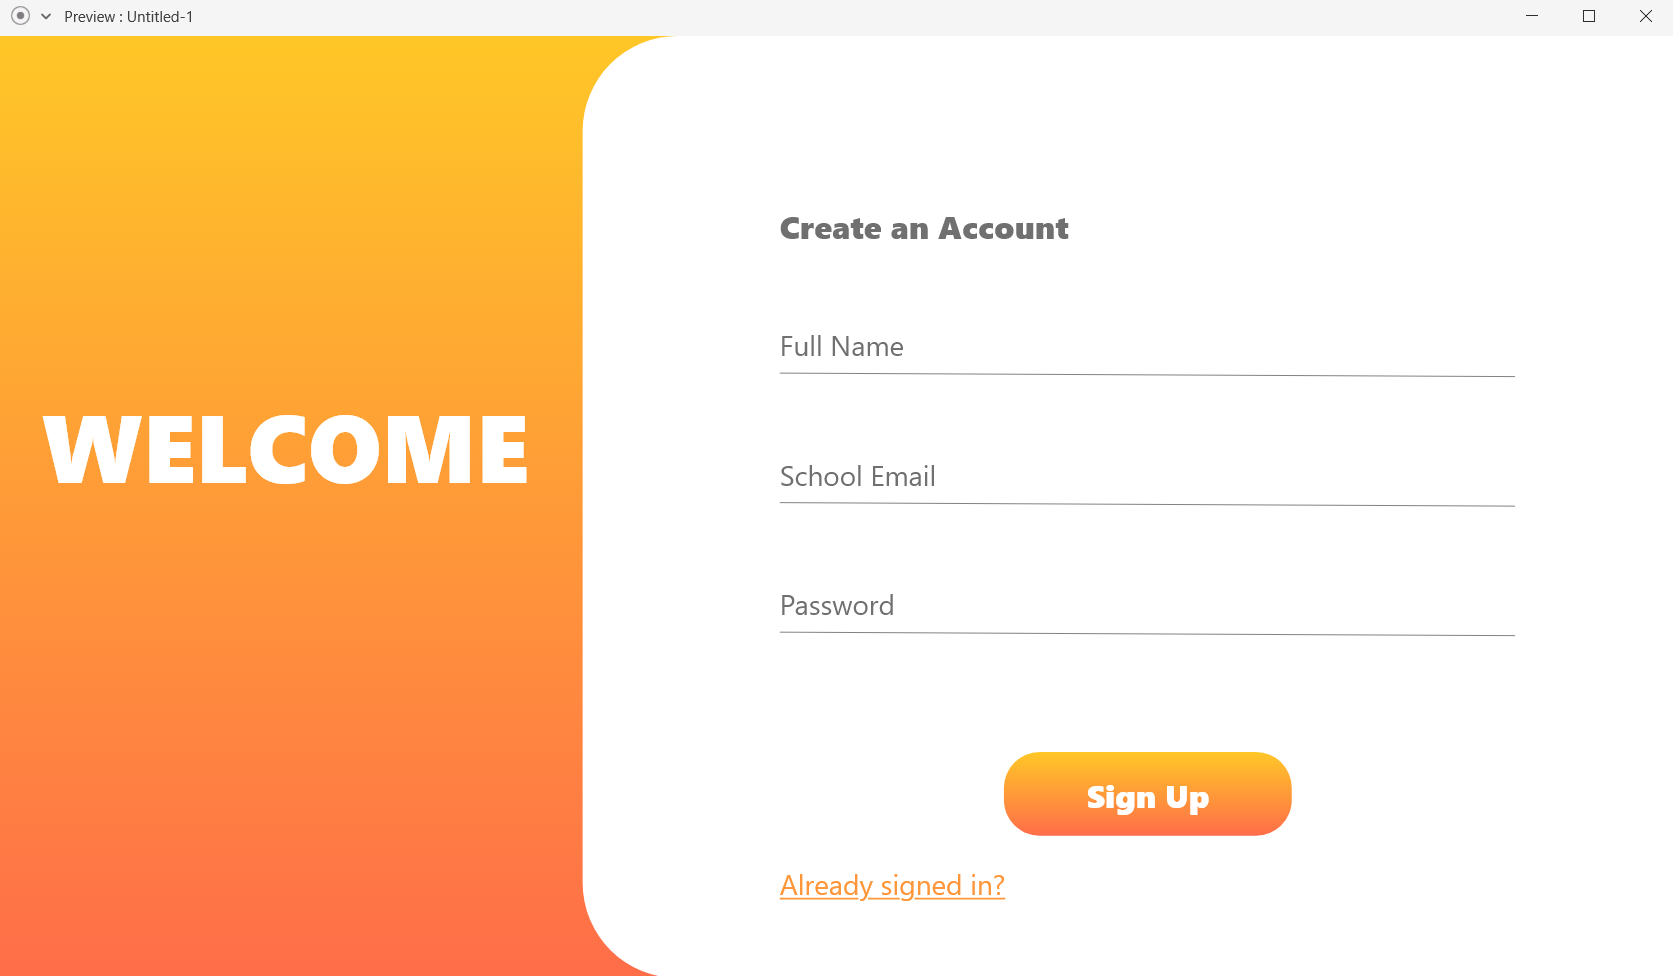 Preview : Untitled-1
WELCOME
Create an Account
Full Name
School Email
Password
Sign Up
Already signed in?